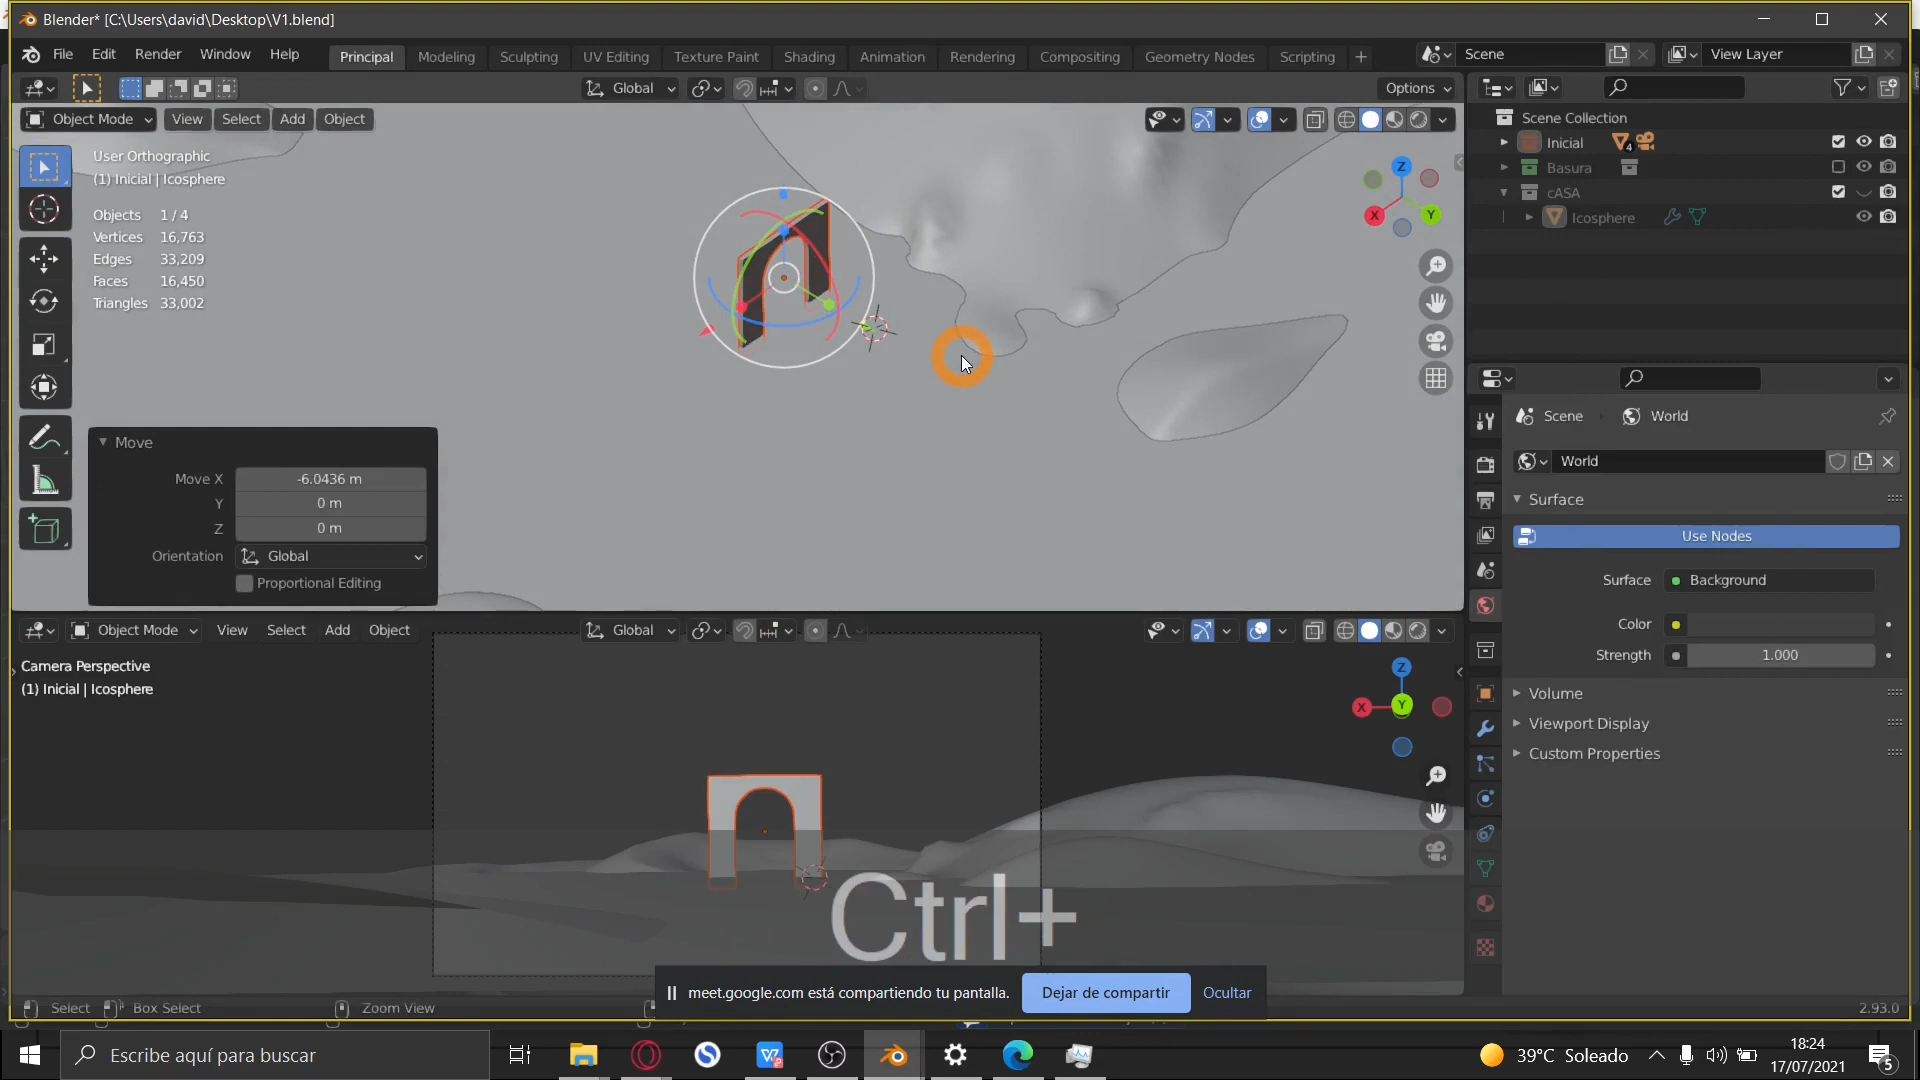 Blender* [C:\Users\david\Desktop\V1.blend]
File Edit Render Window Help Principal Modeling Sculpting UV Editing Texture Paint Shading Animation Rendering Compositing Geometry Nodes Scripting + Scene View Layer
Global Options
Object Mode View Select Add Object
User Orthographic
(1) Inicial | Icosphere
Objects 1 / 4
Vertices 16,763
Edges 33,209
Faces 16,450
Triangles 33,002
Z
X
Y
Scene Collection
Inicial 4
Basura
cASA
Icosphere
Move
Move X -6.0436 m
Y 0 m
Z 0 m
Orientation Global
Proportional Editing
Scene World
World
Surface
Use Nodes
Surface Background
Color
Strength 1.000
Volume
Viewport Display
Custom Properties
Object Mode View Select Add Object Global
Camera Perspective
(1) Inicial | Icosphere
Z
X Y
Ctrl+
meet.google.com está compartiendo tu pantalla. Dejar de compartir Ocultar
Select Box Select Zoom View 2.93.0
Escribe aquí para buscar
39°C Soleado
18:24
17/07/2021
5